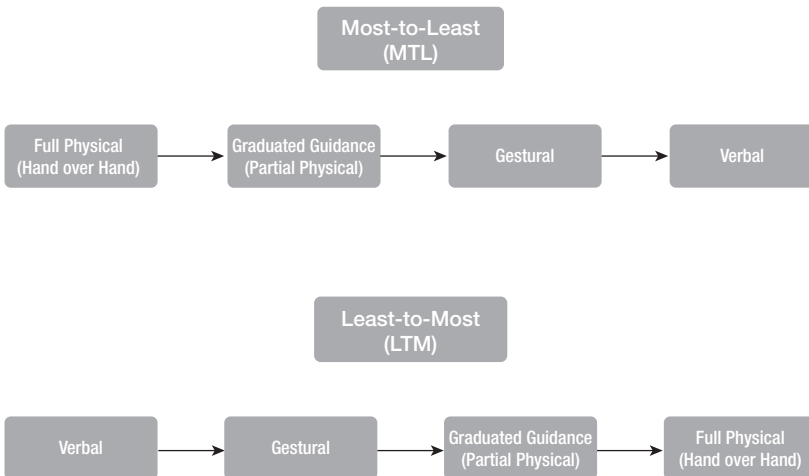 Most-to-Least
(MTL)
Full Physical
(Hand over Hand)
Graduated Guidance
(Partial Physical)
Gestural
Verbal
Least-to-Most
(LTM)
Verbal
Gestural
Graduated Guidance
(Partial Physical)
Full Physical
(Hand over Hand)